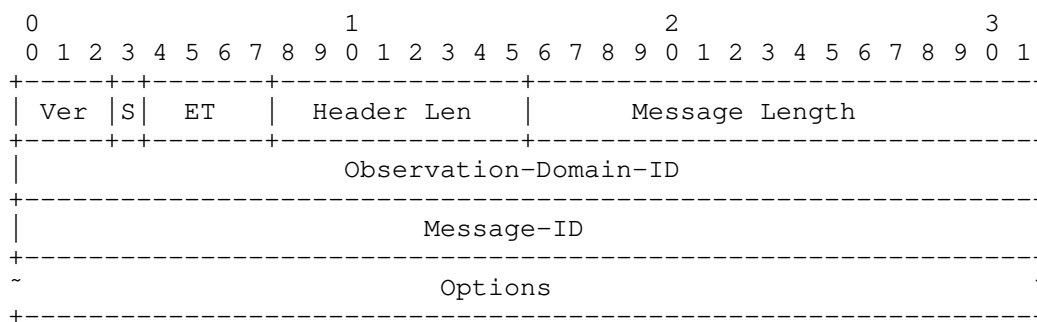 0                   1                   2                   3
0 1 2 3 4 5 6 7 8 9 0 1 2 3 4 5 6 7 8 9 0 1 2 3 4 5 6 7 8 9 0 1
+-----+-+-------+---------------+-------------------------------
| Ver |S|  ET   |  Header Len   |      Message Length
+-----+-+-------+---------------+-------------------------------
|                    Observation-Domain-ID
+---------------------------------------------------------------
|                         Message-ID
+---------------------------------------------------------------
~                          Options                             ~
+---------------------------------------------------------------